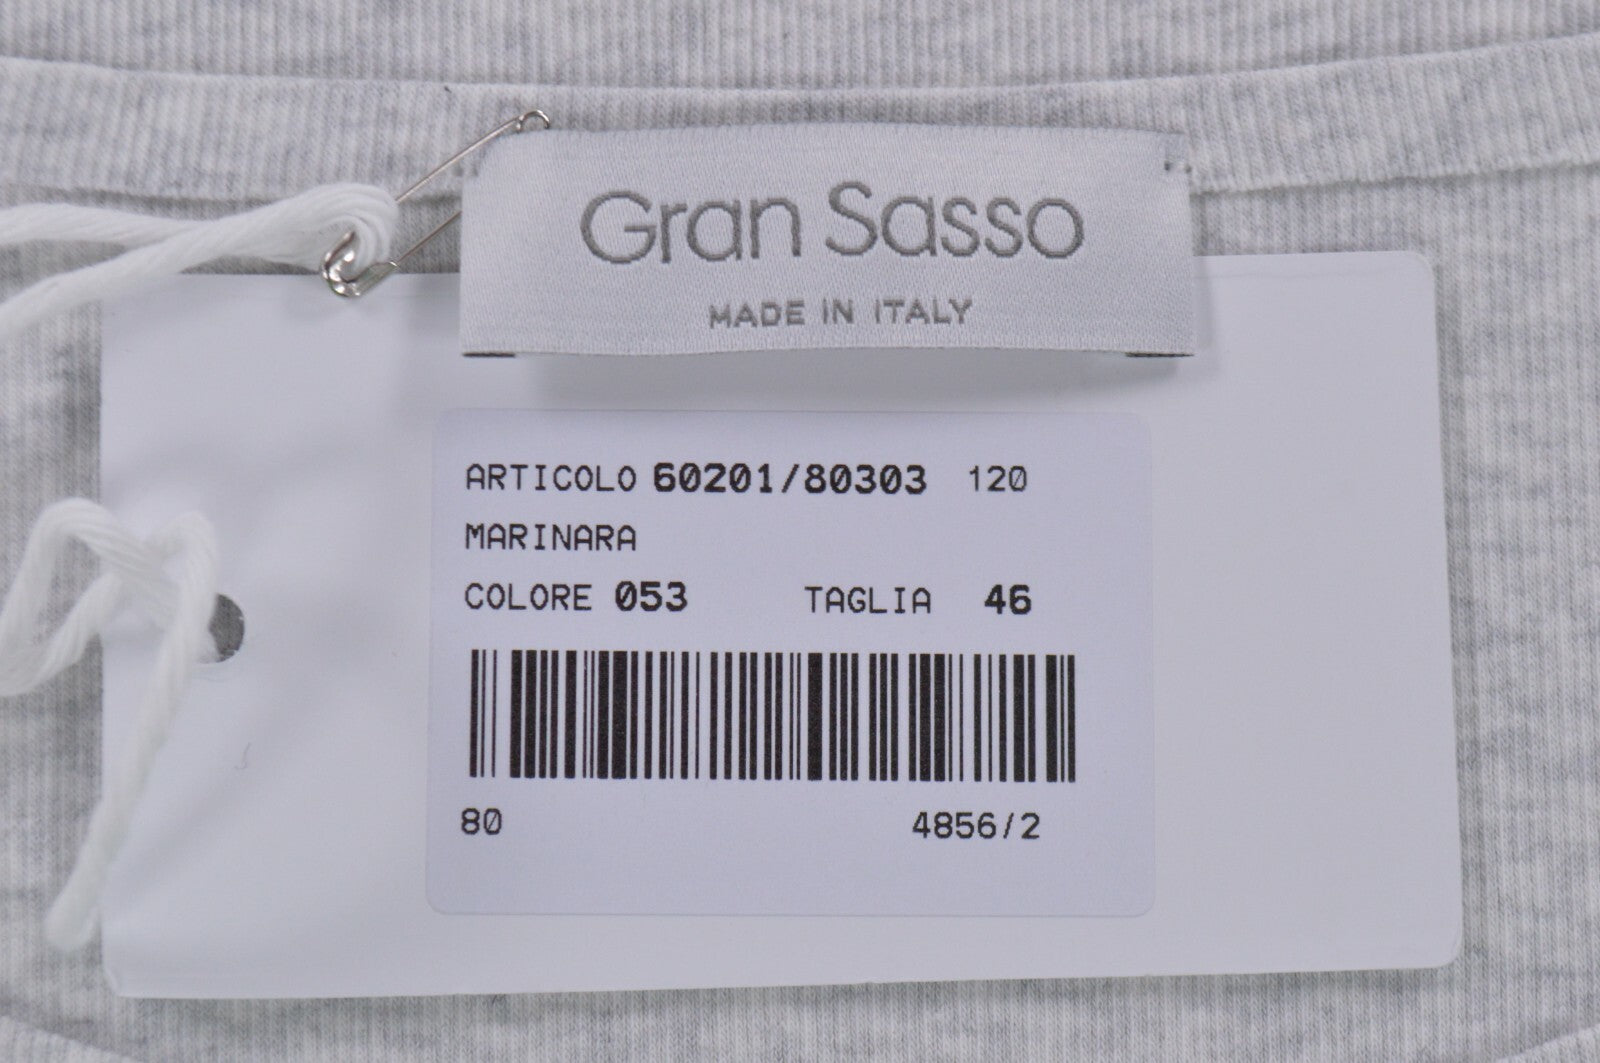 Gran Sasso
MADE IN ITALY
ARTICOLO 60201/80303 120
MARINARA
COLORE 053 TAGLIA 46
80 4856/2